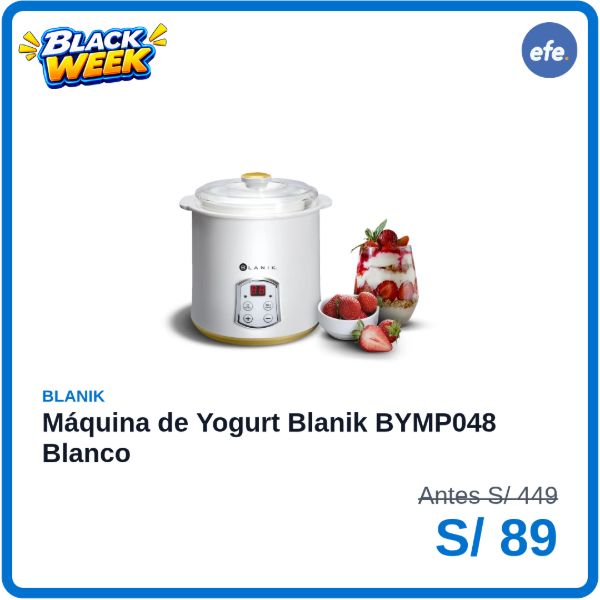 BLACK
WEEK
efe.
BLANIK
BLANIK
Máquina de Yogurt Blanik BYMP048
Blanco
Antes S/ 449
S/ 89